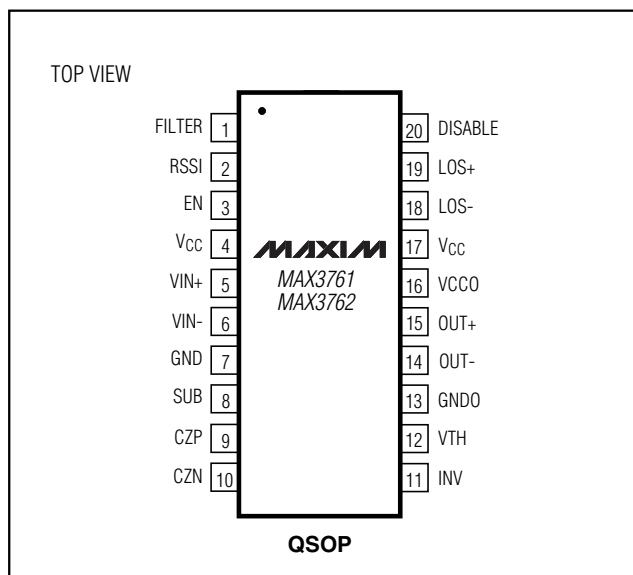 TOP VIEW
FILTER 1
RSSI 2
EN 3
VCC 4
VIN+ 5
VIN- 6
GND 7
SUB 8
CZP 9
CZN 10
MAXIM
MAX3761
MAX3762
20 DISABLE
19 LOS+
18 LOS-
17 VCC
16 VCCO
15 OUT+
14 OUT-
13 GNDO
12 VTH
11 INV
QSOP